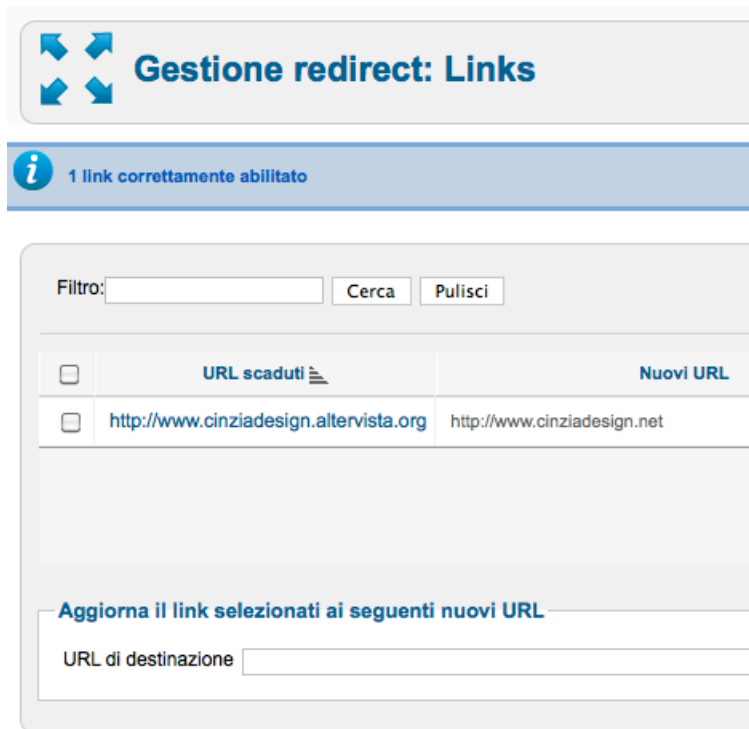 Gestione redirect: Links
1 link correttamente abilitato
Filtro: Cerca Pulisci
URL scaduti Nuovi URL
http://www.cinziadesign.altervista.org http://www.cinziadesign.net
Aggiorna il link selezionati ai seguenti nuovi URL
URL di destinazione